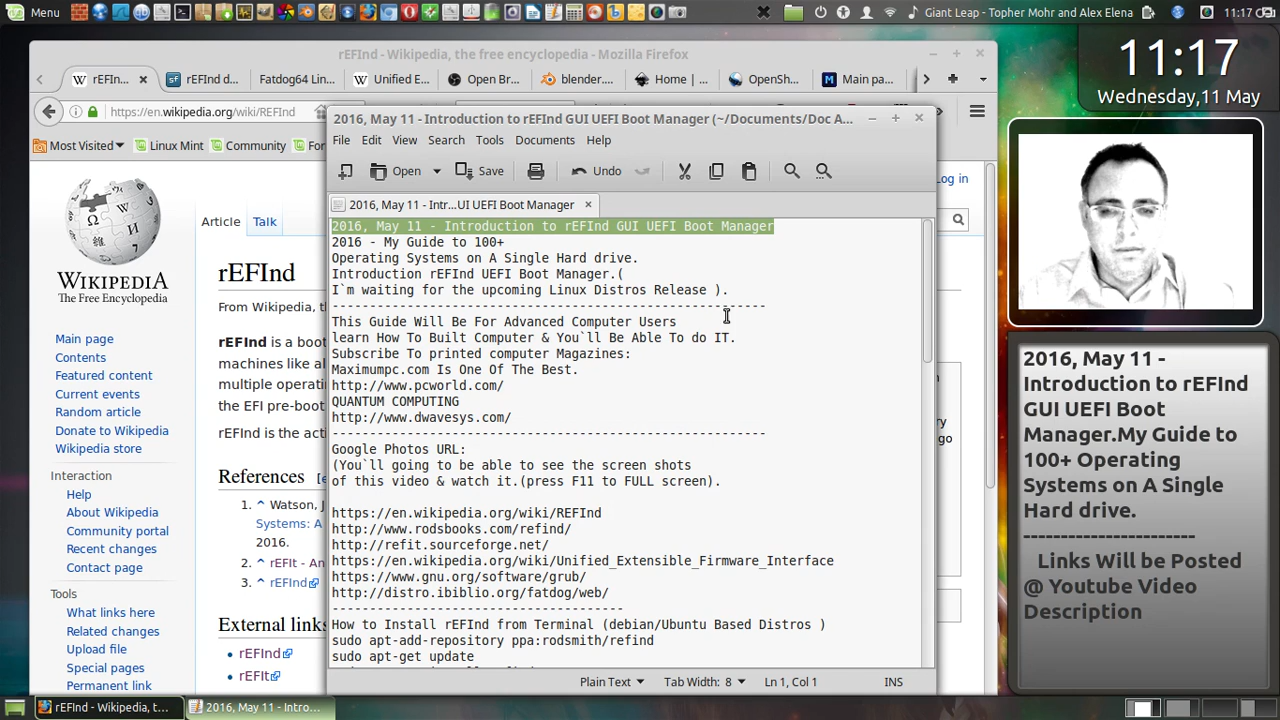 Menu
Giant Leap - Topher Mohr and Alex Elena
11:17
rEFInd - Wikipedia, the free encyclopedia - Mozilla Firefox
rEFIn...
rEFInd d...
Fatdog64 Lin...
Unified E...
Open Br...
blender....
Home | ...
OpenSh...
Main pa...
https://en.wikipedia.org/wiki/REFInd
Most Visited
Linux Mint
Community
For
WIKIPEDIA
The Free Encyclopedia
Main page
Contents
Featured content
Current events
Random article
Donate to Wikipedia
Wikipedia store
Interaction
Help
About Wikipedia
Community portal
Recent changes
Contact page
Tools
What links here
Related changes
Upload file
Special pages
Permanent link
Article
Talk
Log in
rEFInd
From Wikipedia, the
rEFInd is a boo
machines like al
multiple operati
the EFI pre-boot
rEFInd is the acti
ry
go
References
1. ^ Watson, J
Systems: A
2016.
2. ^ rEFIt - An
3. ^ rEFInd
External links
rEFInd
rEFIt
2016, May 11 - Introduction to rEFInd GUI UEFI Boot Manager (~/Documents/Doc A...
File Edit View Search Tools Documents Help
Open Save Undo
2016, May 11 - Intr...UI UEFI Boot Manager
2016, May 11 - Introduction to rEFInd GUI UEFI Boot Manager
2016 - My Guide to 100+
Operating Systems on A Single Hard drive.
Introduction rEFInd UEFI Boot Manager.(
I`m waiting for the upcoming Linux Distros Release ).
----------------------------------------------------------------------
This Guide Will Be For Advanced Computer Users
learn How To Built Computer & You`ll Be Able To do IT.
Subscribe To printed computer Magazines:
Maximumpc.com Is One Of The Best.
http://www.pcworld.com/
QUANTUM COMPUTING
http://www.dwavesys.com/
----------------------------------------------------------------------
Google Photos URL:
(You`ll going to be able to see the screen shots
of this video & watch it.(press F11 to FULL screen).
https://en.wikipedia.org/wiki/REFInd
http://www.rodsbooks.com/refind/
http://refit.sourceforge.net/
https://en.wikipedia.org/wiki/Unified_Extensible_Firmware_Interface
https://www.gnu.org/software/grub/
http://distro.ibiblio.org/fatdog/web/
-----------------------------------------------
How to Install rEFInd from Terminal (debian/Ubuntu Based Distros )
sudo apt-add-repository ppa:rodsmith/refind
sudo apt-get update
Plain Text
Tab Width: 8
Ln 1, Col 1
INS
11:17
Wednesday,11 May
2016, May 11 -
Introduction to rEFInd
GUI UEFI Boot
Manager.My Guide to
100+ Operating
Systems on A Single
Hard drive.
-----------------------
Links Will be Posted
@ Youtube Video
Description
rEFInd - Wikipedia, t...
2016, May 11 - Intro...